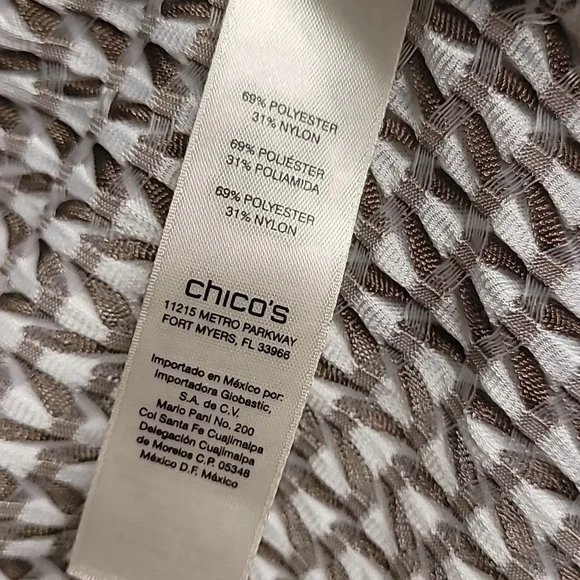 69% POLYESTER
31% NYLON
69% POLIÉSTER
31% POLIAMIDA
69% POLYESTER
31% NYLON
chico's
11215 METRO PARKWAY
FORT MYERS, FL 33966
Importado en México por:
Importadora Globastic,
S.A. de C.V.
Mario Pani No. 200
Col Santa Fe Cuajimalpa
Delegación Cuajimalpa
de Morelos C.P. 05348
México D.F. México